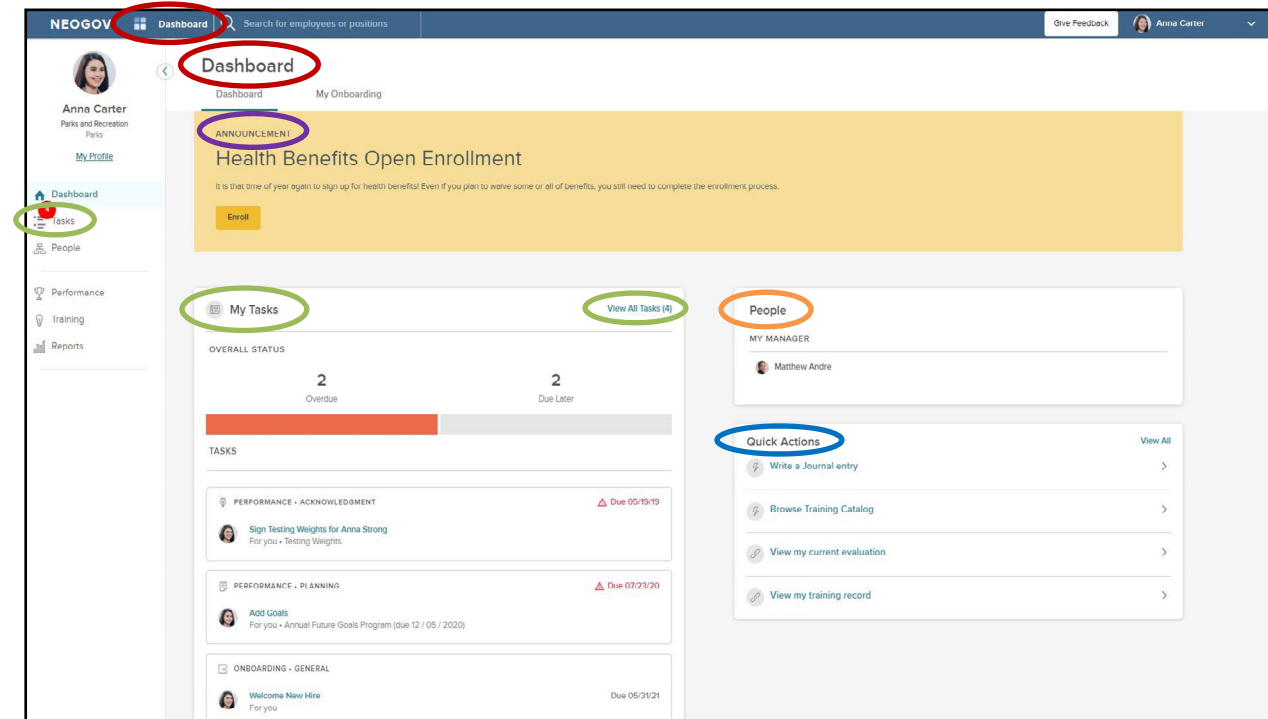 NEOGOV Dashboard Search for employees or positions Give Feedback Anna Carter
Anna Carter
Parks and Recreation
Parks
My Profile
Dashboard
4
Tasks
People
Performance
Training
Reports
Dashboard
Dashboard My Onboarding
ANNOUNCEMENT
Health Benefits Open Enrollment
It is that time of year again to sign up for health benefits! Even if you plan to waive some or all of benefits, you still need to complete the enrollment process.
Enroll
My Tasks View All Tasks (4)
OVERALL STATUS
2 2
Overdue Due Later
TASKS
PERFORMANCE • ACKNOWLEDGMENT Due 05/19/19
Sign Testing Weights for Anna Strong
For you • Testing Weights
PERFORMANCE • PLANNING Due 07/23/20
Add Goals
For you • Annual Future Goals Program (due 12 / 05 / 2020)
ONBOARDING • GENERAL
Welcome New Hire Due 05/31/21
For you
People
MY MANAGER
Matthew Andre
Quick Actions View All
Write a Journal entry
Browse Training Catalog
View my current evaluation
View my training record